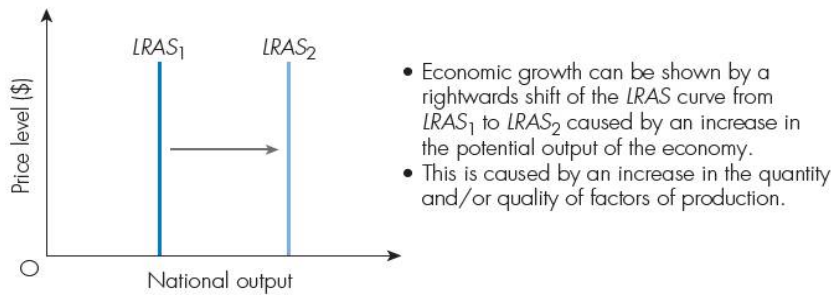 LRAS₁ LRAS₂
Price level ($)
O
National output
• Economic growth can be shown by a
rightwards shift of the LRAS curve from
LRAS₁ to LRAS₂ caused by an increase in
the potential output of the economy.
• This is caused by an increase in the quantity
and/or quality of factors of production.